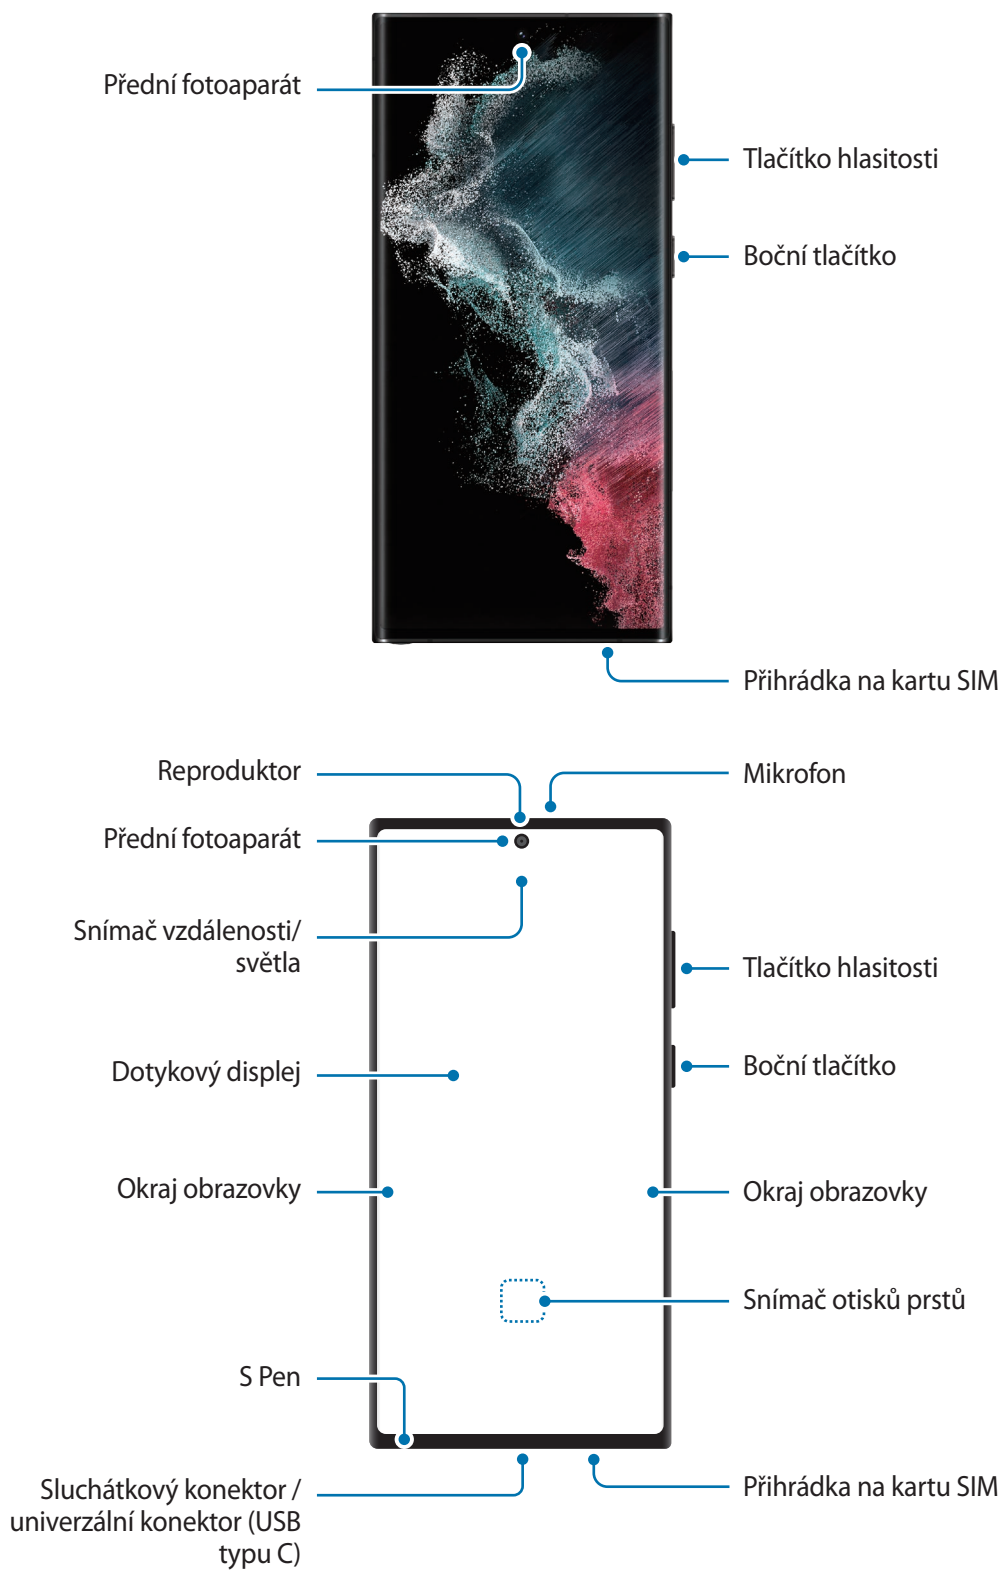 Přední fotoaparát
Tlačítko hlasitosti
Boční tlačítko
Přihrádka na kartu SIM
Reproduktor
Mikrofon
Přední fotoaparát
Snímač vzdálenosti/
světla
Tlačítko hlasitosti
Dotykový displej
Boční tlačítko
Okraj obrazovky
Okraj obrazovky
Snímač otisků prstů
S Pen
Sluchátkový konektor /
univerzální konektor (USB
typu C)
Přihrádka na kartu SIM